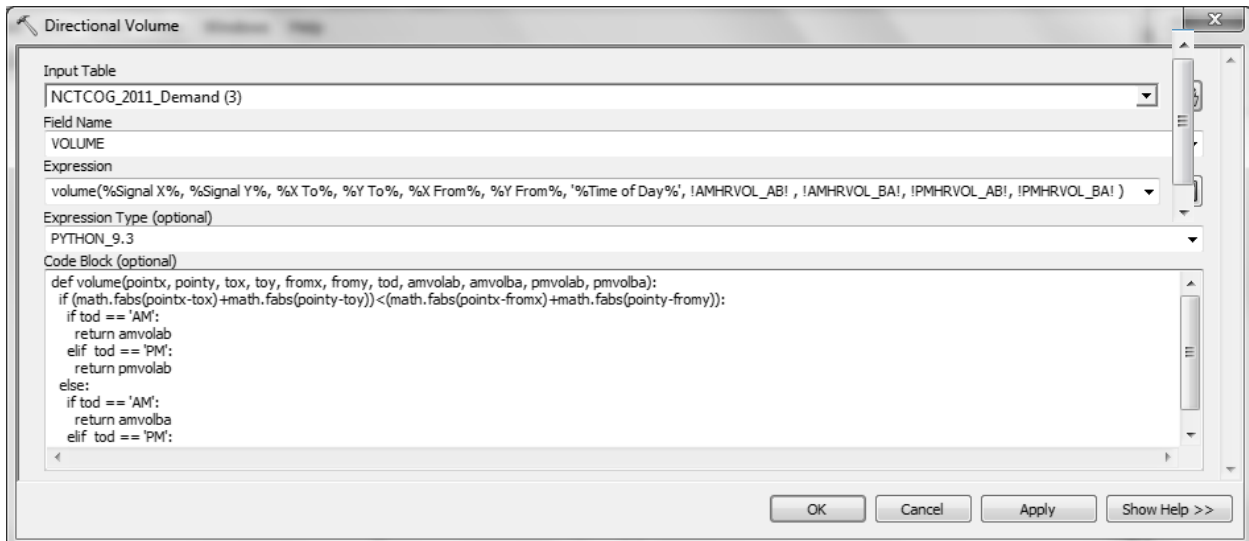 Directional Volume
Input Table
NCTCOG_2011_Demand (3)
Field Name
VOLUME
Expression
volume(%Signal X%, %Signal Y%, %X To%, %Y To%, %X From%, %Y From%, '%Time of Day%', !AMHRVOL_AB! , !AMHRVOL_BA!, !PMHRVOL_AB!, !PMHRVOL_BA! )
Expression Type (optional)
PYTHON_9.3
Code Block (optional)
def volume(pointx, pointy, tox, toy, fromx, fromy, tod, amvolab, amvolba, pmvolab, pmvolba):
if (math.fabs(pointx-tox)+math.fabs(pointy-toy))<(math.fabs(pointx-fromx)+math.fabs(pointy-fromy)):
if tod == 'AM':
return amvolab
elif tod == 'PM':
return pmvolab
else:
if tod == 'AM':
return amvolba
elif tod == 'PM':
OK Cancel Apply Show Help >>